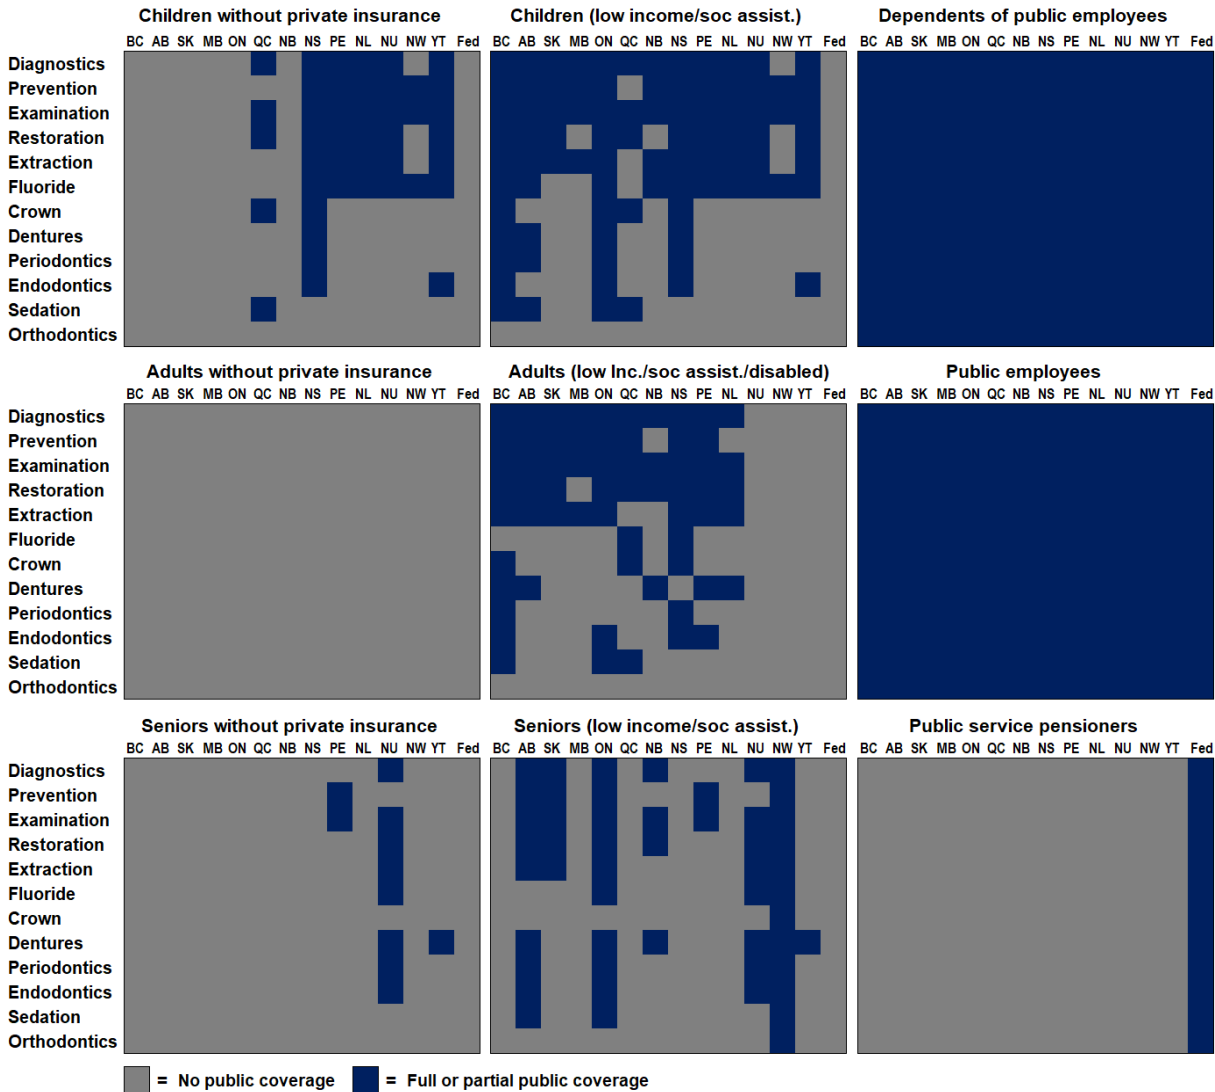 Children without private insurance Children (low income/soc assist.) Dependents of public employees
BC AB SK MB ON QC NB NS PE NL NU NW YT Fed BC AB SK MB ON QC NB NS PE NL NU NW YT Fed BC AB SK MB ON QC NB NS PE NL NU NW YT Fed
Diagnostics
Prevention
Examination
Restoration
Extraction
Fluoride
Crown
Dentures
Periodontics
Endodontics
Sedation
Orthodontics
Adults without private insurance Adults (low Inc./soc assist./disabled) Public employees
BC AB SK MB ON QC NB NS PE NL NU NW YT Fed BC AB SK MB ON QC NB NS PE NL NU NW YT Fed BC AB SK MB ON QC NB NS PE NL NU NW YT Fed
Diagnostics
Prevention
Examination
Restoration
Extraction
Fluoride
Crown
Dentures
Periodontics
Endodontics
Sedation
Orthodontics
Seniors without private insurance Seniors (low income/soc assist.) Public service pensioners
BC AB SK MB ON QC NB NS PE NL NU NW YT Fed BC AB SK MB ON QC NB NS PE NL NU NW YT Fed BC AB SK MB ON QC NB NS PE NL NU NW YT Fed
Diagnostics
Prevention
Examination
Restoration
Extraction
Fluoride
Crown
Dentures
Periodontics
Endodontics
Sedation
Orthodontics
= No public coverage = Full or partial public coverage